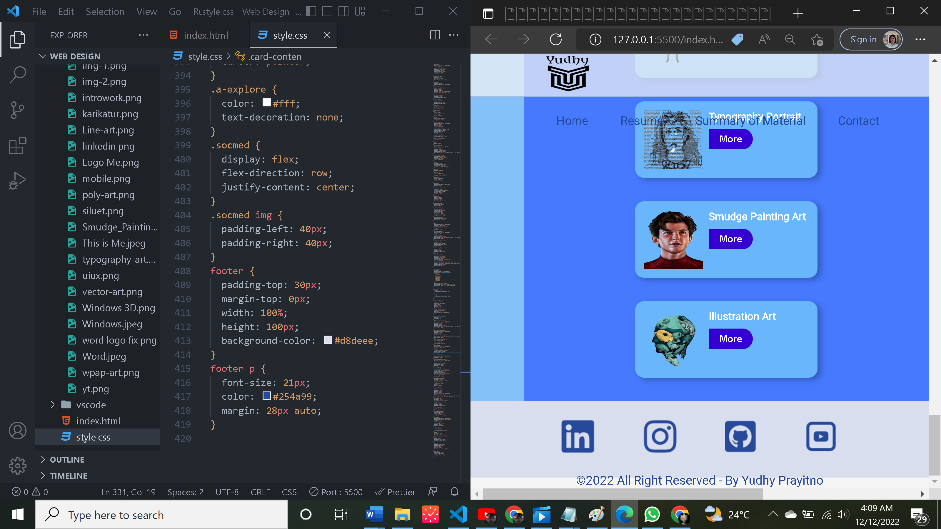 File Edit Selection View Go Rustyle.css - Web Design ...
EXPLORER
WEB DESIGN
img-1.png
img-2.png
introwork.png
karikatur.png
Line-art.png
linkedin.png
Logo Me.png
mobile.png
poly-art.png
siluet.png
Smudge_Paintin...
This is Me.jpeg
typography-art....
uiux.png
vector-art.png
Windows 3D.png
Windows.jpeg
word logo fix.png
Word.jpeg
wpap-art.png
yt.png
vscode
index.html
style.css
OUTLINE
TIMELINE
index.html
style.css
style.css > .card-conten
394 }
395 .a-explore {
396 color: #fff;
397 text-decoration: none;
398 }
399 .socmed {
400 display: flex;
401 flex-direction: row;
402 justify-content: center;
403 }
404 .socmed img {
405 padding-left: 40px;
406 padding-right: 40px;
407 }
408 footer {
409 padding-top: 30px;
410 margin-top: 0px;
411 width: 100%;
412 height: 100px;
413 background-color: #d8deee;
414 }
415 footer p {
416 font-size: 21px;
417 color: #254a99;
418 margin: 28px auto;
419 }
420
0 0 Ln 331, Col 19 Spaces: 2 UTF-8 CRLF CSS Port : 5500 Prettier
127.0.0.1:5500/index.h...
Sign in
Yudhy
Home
Summary of Material
Contact
Typography Portrait
More
Smudge Painting Art
More
Illustration Art
More
©2022 All Right Reserved - By Yudhy Prayitno
Type here to search
24°C
4:09 AM
12/12/2022
29